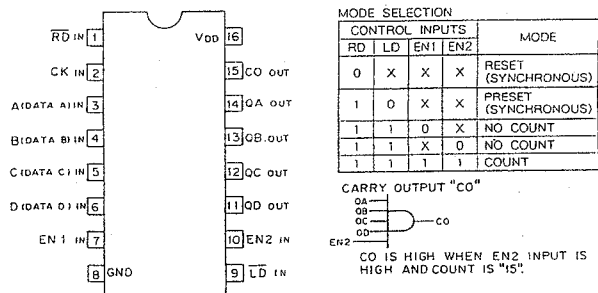 RD IN 1
CK IN 2
A(DATA A) IN 3
B(DATA B) IN 4
C(DATA C) IN 5
D(DATA D) IN 6
EN 1 IN 7
8 GND
VDD 16
15 CO OUT
14 QA OUT
13 QB OUT
12 QC OUT
11 QD OUT
10 EN2 IN
9 LD IN
MODE SELECTION
CONTROL INPUTS MODE
RD LD EN1 EN2
0 X X X RESET (SYNCHRONOUS)
1 0 X X PRESET (SYNCHRONOUS)
1 1 0 X NO COUNT
1 1 X 0 NO COUNT
1 1 1 1 COUNT
CARRY OUTPUT "CO"
QA
QB
QC
QD
EN2
CO
CO IS HIGH WHEN EN2 INPUT IS
HIGH AND COUNT IS "15".